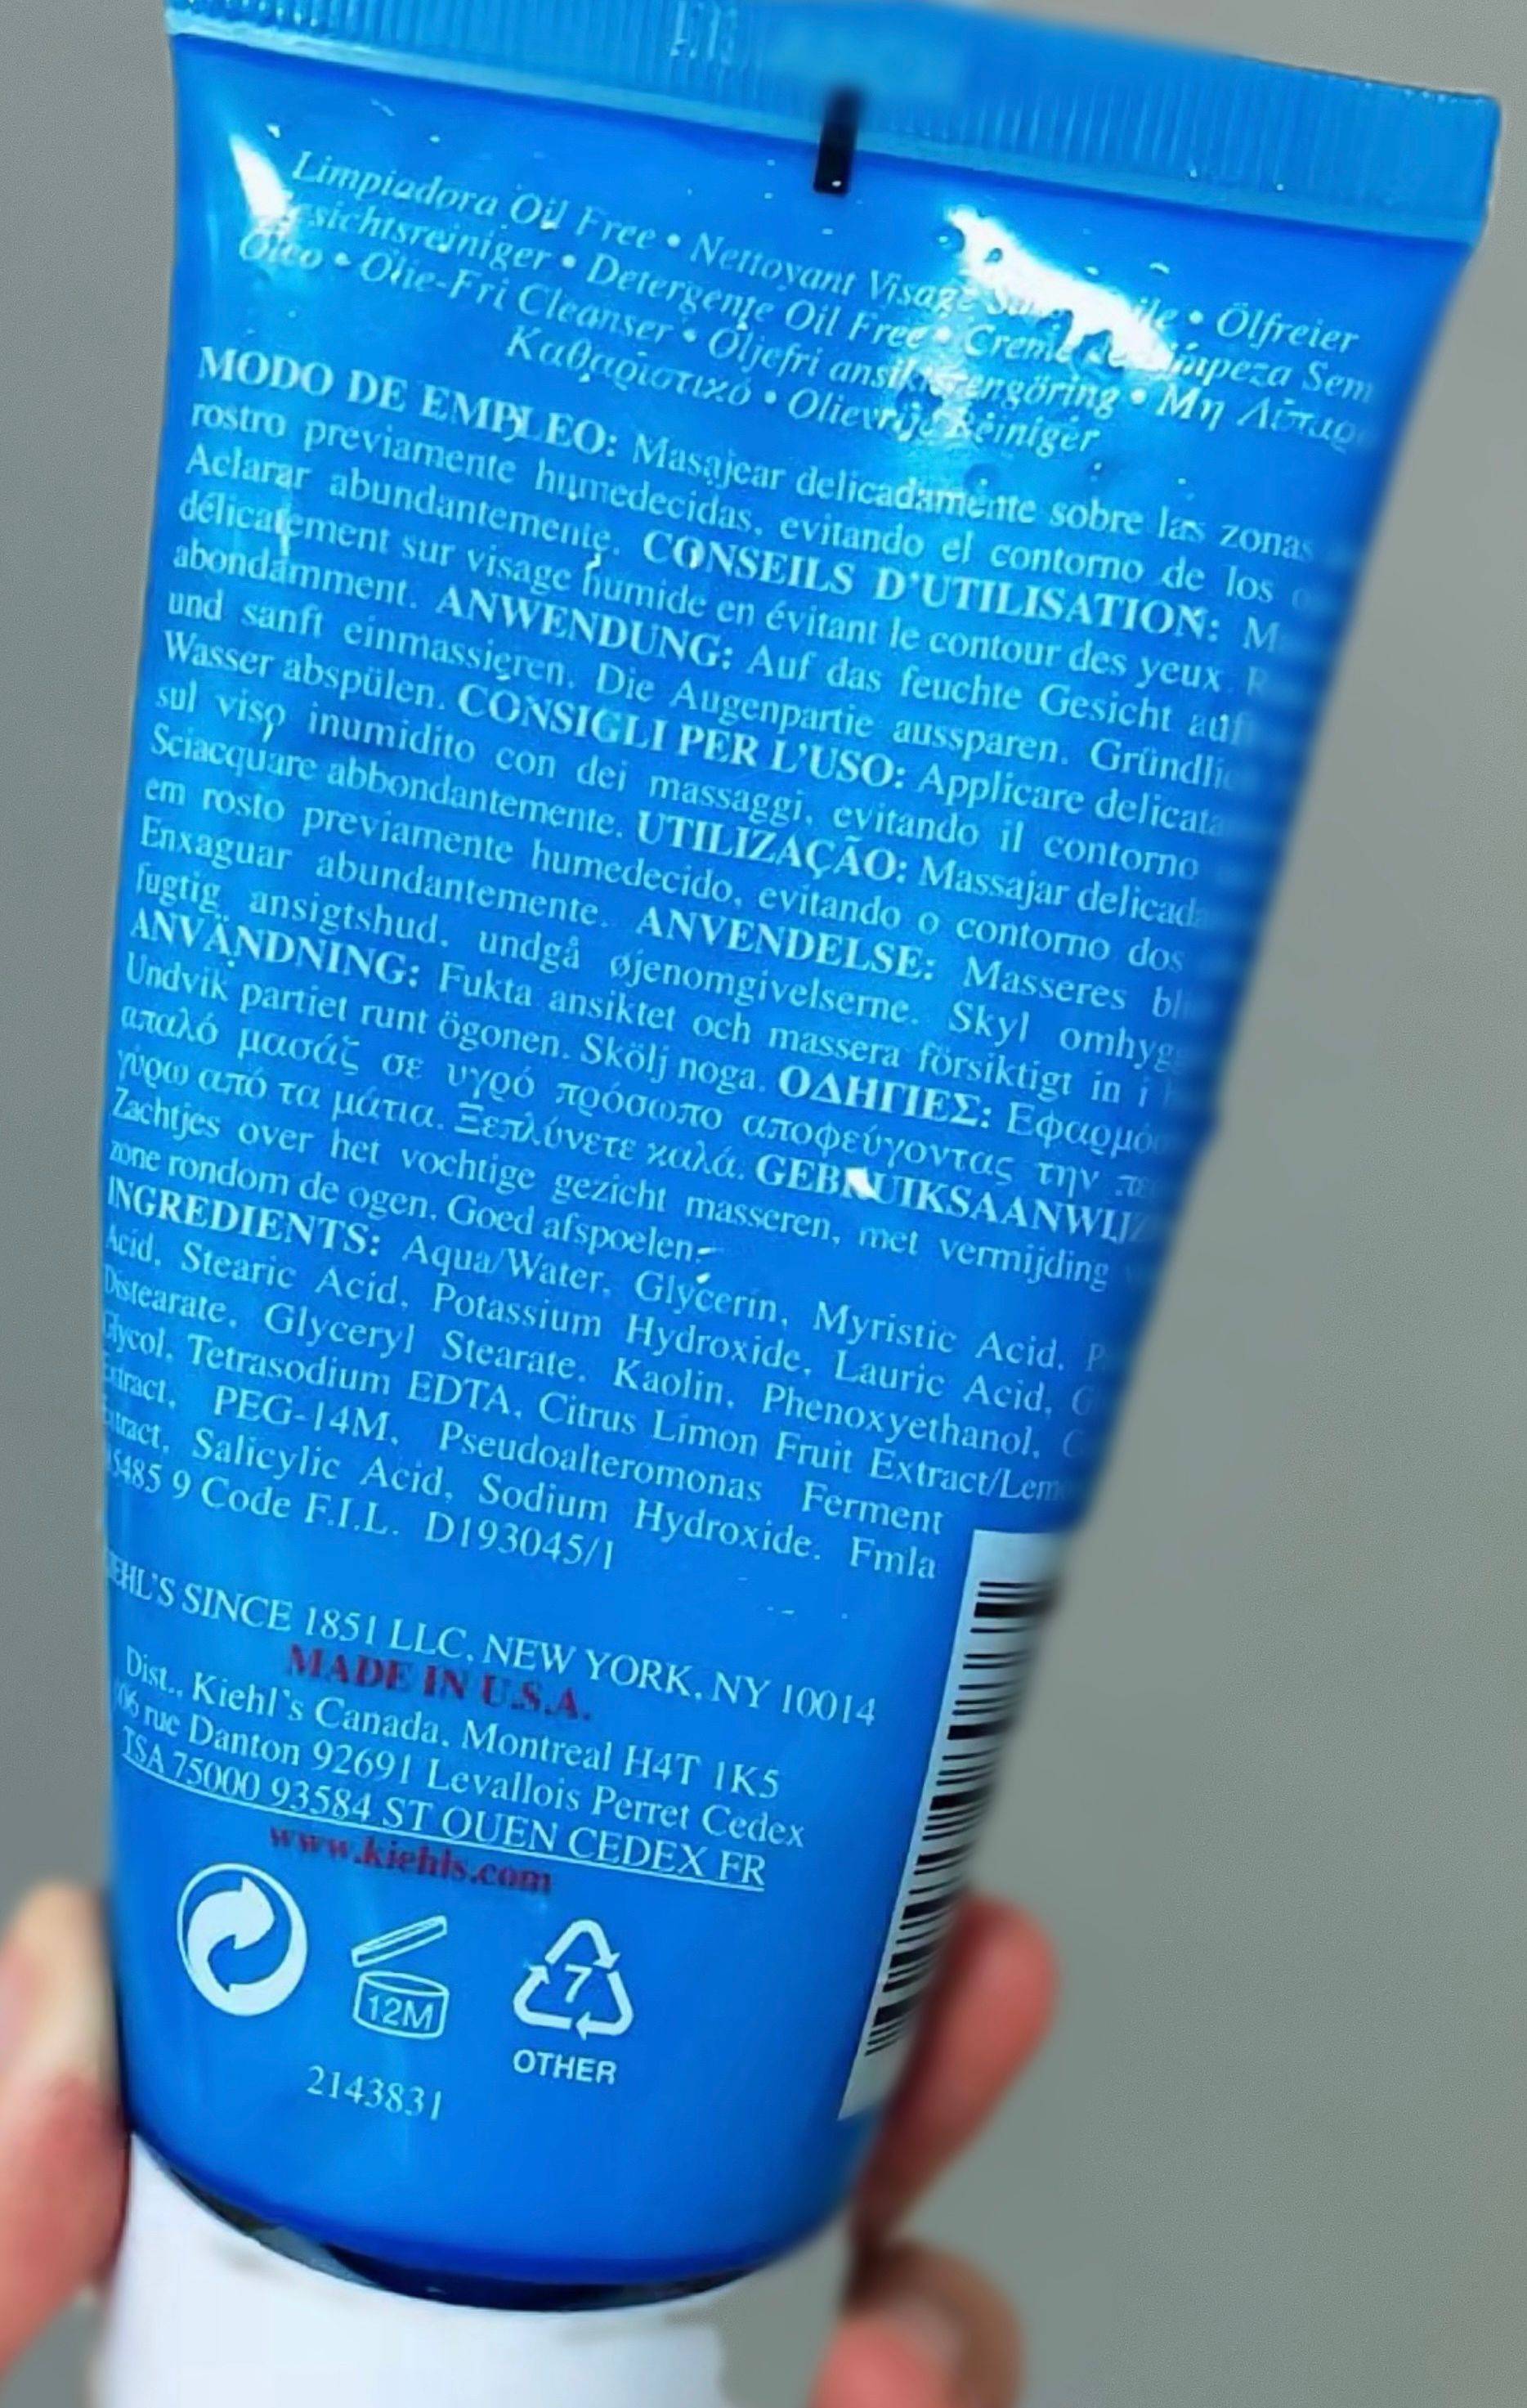 Limpiadora Oil Free • Nettoyant Visage • Ölfreier
• Detergente Oil Free • Creme Sem
• Olie-Fri Cleanser • Oljefri • Μη
Καθαριστικό • Olievrije Reiniger
MODO DE EMPLEO: Masajear delicadamente sobre las zonas
rostro previamente humedecidas, evitando el contorno de los
Aclarar abundantemente. CONSEILS D'UTILISATION:
délicatement sur visage humide en évitant le contour des yeux.
abondamment. ANWENDUNG: Auf das feuchte Gesicht
und sanft einmassieren. Die Augenpartie aussparen.
Wasser abspülen. CONSIGLI PER L'USO: Applicare
sul viso inumidito con dei massaggi, evitando il contorno
Sciacquare abbondantemente. UTILIZAÇÃO: Massajar
em rosto previamente humedecido, evitando o contorno dos
Enxaguar abundantemente. ANVENDELSE: Masseres
fugtig ansigtshud, undgå øjenomgivelserne. Skyl
ANVÄNDNING: Fukta ansiktet och massera försiktigt in i
Undvik partiet runt ögonen. Skölj noga. ΟΔΗΓΙΕΣ:
απαλό μασάζ σε υγρό πρόσωπο αποφεύγοντας την
γύρω από τα μάτια. Ξεπλύνετε καλά.
Zachtjes over het vochtige gezicht masseren, met vermijding
zone rondom de ogen. Goed afspoelen.
INGREDIENTS: Aqua/Water, Glycerin, Myristic Acid,
Acid, Stearic Acid, Potassium Hydroxide, Lauric Acid,
Distearate, Glyceryl Stearate, Kaolin, Phenoxyethanol,
Glycol, Tetrasodium EDTA, Citrus Limon Fruit Extract/
Extract, PEG-14M, Pseudoalteromonas Ferment
Extract, Salicylic Acid, Sodium Hydroxide. Fmla
9 Code F.I.L. D193045/1
KIEHL'S SINCE 1851 LLC, NEW YORK, NY 10014
MADE IN U.S.A.
Dist., Kiehl's Canada, Montreal H4T 1K5
rue Danton 92691 Levallois Perret Cedex
TSA 75000 93584 ST OUEN CEDEX FR
www.kiehls.com
12M
7
OTHER
2143831